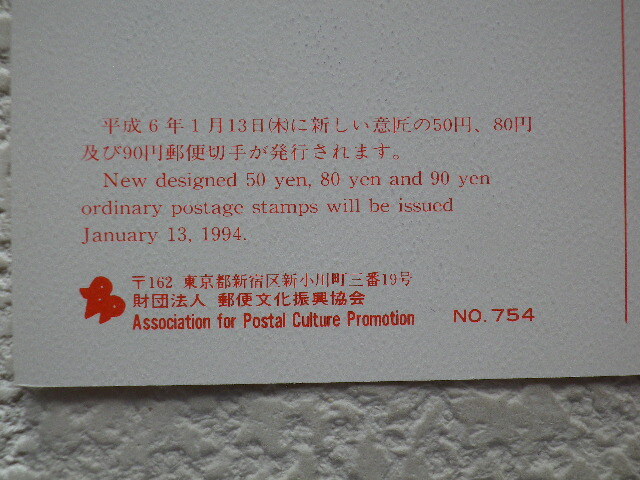 平成6年1月13日(木)に新しい意匠の50円、80円
及び90円郵便切手が発行されます。
New designed 50 yen, 80 yen and 90 yen
ordinary postage stamps will be issued
January 13, 1994.
〒162 東京都新宿区新小川町三番19号
財団法人 郵便文化振興協会
Association for Postal Culture Promotion NO.754